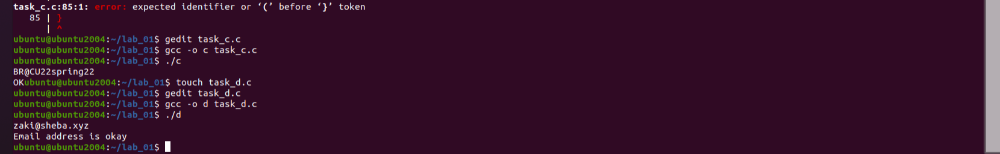 task_c.c:85:1: error: expected identifier or ‘(’ before ‘}’ token
85 | }
| ^
ubuntu@ubuntu2004:~/lab_01$ gedit task_c.c
ubuntu@ubuntu2004:~/lab_01$ gcc -o c task_c.c
ubuntu@ubuntu2004:~/lab_01$ ./c
BR@CU22spring22
OKubuntu@ubuntu2004:~/lab_01$ touch task_d.c
ubuntu@ubuntu2004:~/lab_01$ gedit task_d.c
ubuntu@ubuntu2004:~/lab_01$ gcc -o d task_d.c
ubuntu@ubuntu2004:~/lab_01$ ./d
zaki@sheba.xyz
Email address is okay
ubuntu@ubuntu2004:~/lab_01$